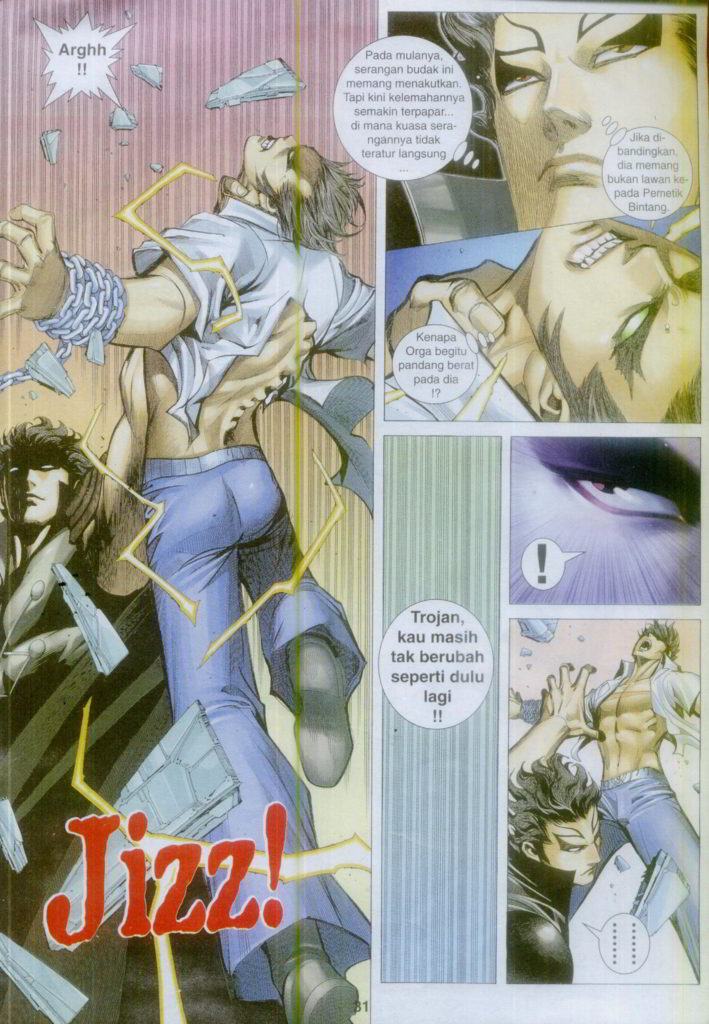 Arghh
!!
Pada mulanya,
serangan budak ini
memang menakutkan.
Tapi kini kelemahannya
semakin terpapar...
di mana kuasa sera-
ngannya tidak
teratur langsung
...
Jika di-
bandingkan,
dia memang
bukan lawan ke-
pada Pemetik
Bintang.
Kenapa
Orga begitu
pandang berat
pada dia
!?
!
Trojan,
kau masih
tak berubah
seperti dulu
lagi
!!
Jizz!
31